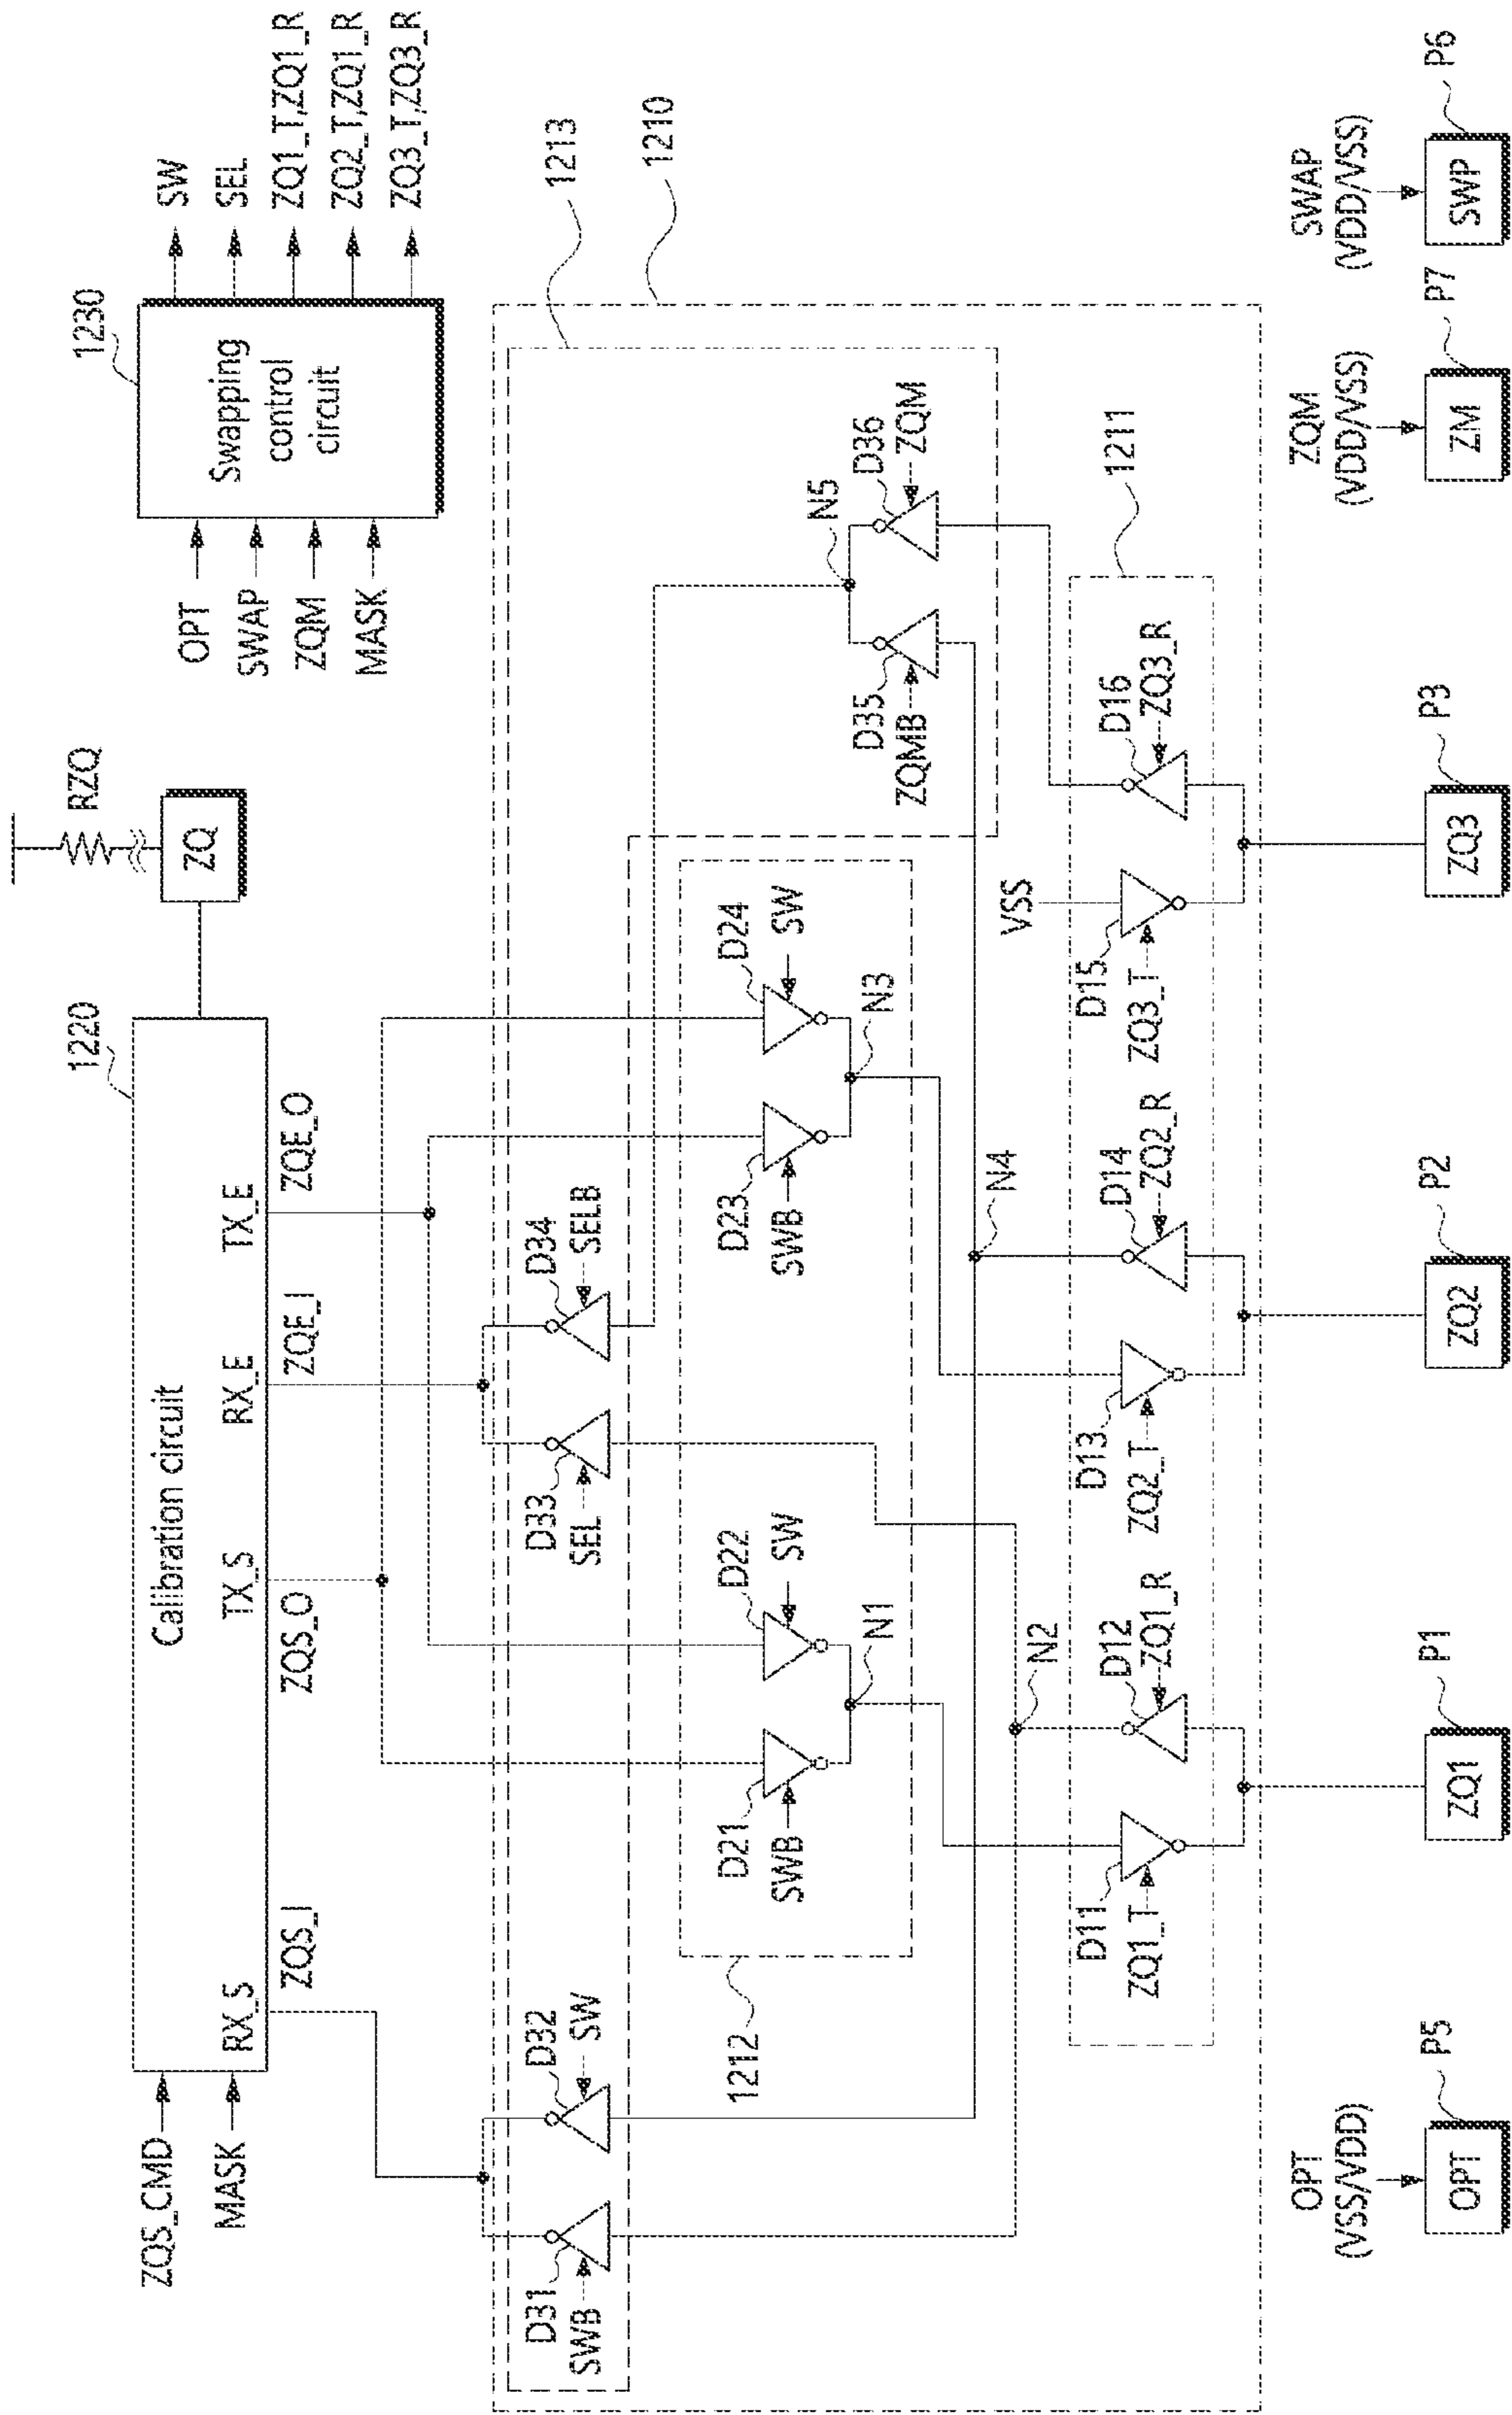 RZQ
ZQ
1220
Calibration circuit
ZQS_CMD
MASK
RX_S
TX_S
RX_E
TX_E
ZQS_I
ZQS_O
ZQE_I
ZQE_O
1230
Swapping
control
circuit
OPT
SWAP
ZQM
MASK
SW
SEL
ZQ1_T,ZQ1_R
ZQ2_T,ZQ1_R
ZQ3_T,ZQ3_R
1213
1210
D31
SWB
D32
SW
D33
SEL
D34
SELB
N5
D35
ZQMB
D36
ZQM
1212
D21
SWB
D22
SW
N1
D23
SWB
D24
SW
N3
N2
N4
VSS
1211
D11
ZQ1_T
D12
ZQ1_R
D13
ZQ2_T
D14
ZQ2_R
D15
ZQ3_T
D16
ZQ3_R
OPT
(VSS/VDD)
P5
OPT
P1
ZQ1
P2
ZQ2
P3
ZQ3
ZQM
(VDD/VSS)
P7
ZM
SWAP
(VDD/VSS)
P6
SWP